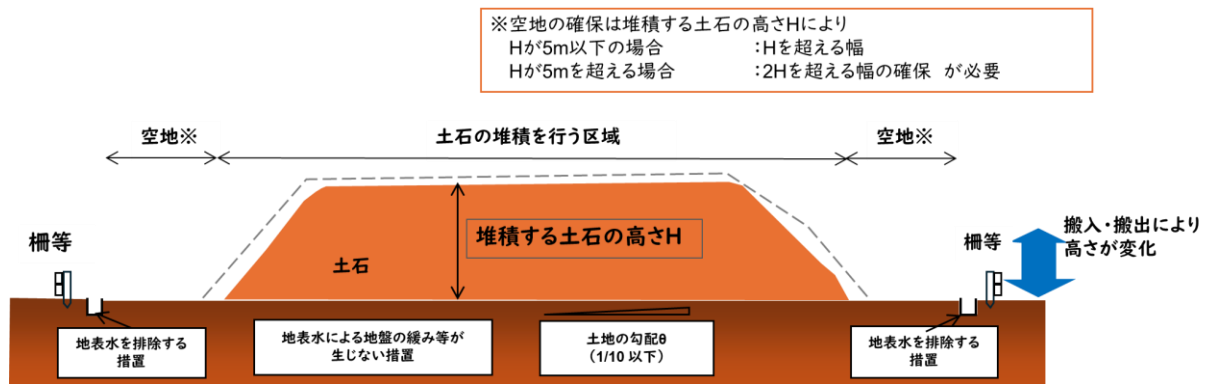 ※空地の確保は堆積する土石の高さHにより
Hが5m以下の場合 :Hを超える幅
Hが5mを超える場合 :2Hを超える幅の確保 が必要
空地※
土石の堆積を行う区域
空地※
堆積する土石の高さH
土石
柵等
柵等
搬入・搬出により
高さが変化
地表水を排除する
措置
地表水による地盤の緩み等が
生じない措置
土地の勾配θ
(1/10 以下)
地表水を排除する
措置